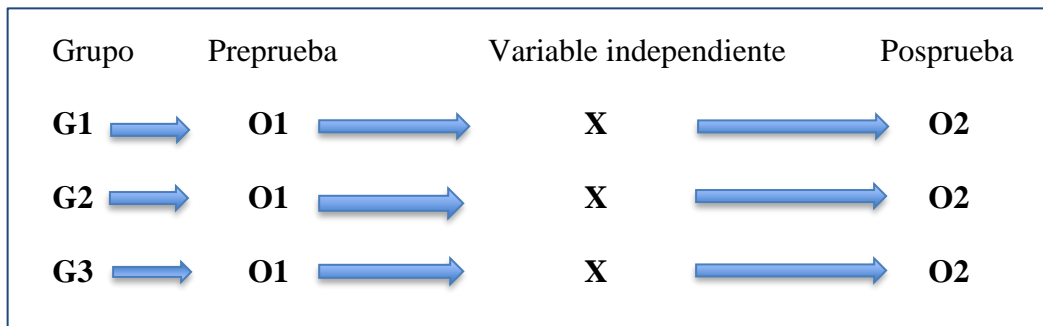 Grupo Preprueba Variable independiente Posprueba
G1 O1 X O2
G2 O1 X O2
G3 O1 X O2